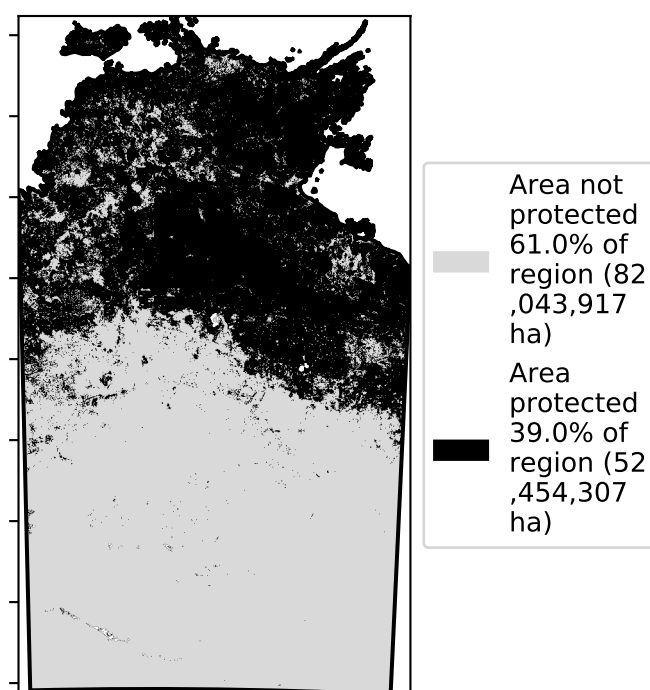 Area not
protected
61.0% of
region (82
,043,917
ha)
Area
protected
39.0% of
region (52
,454,307
ha)